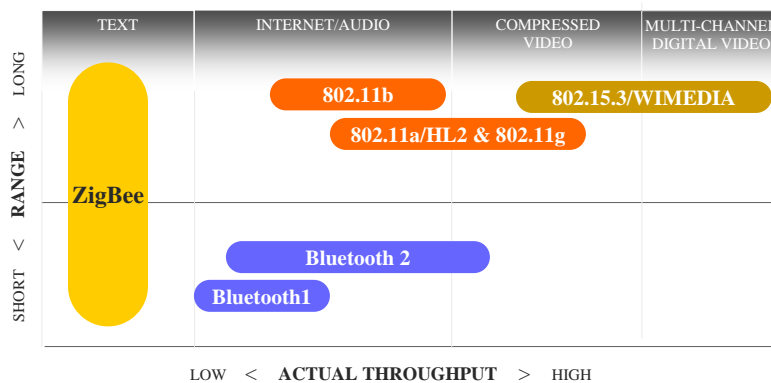 TEXT
INTERNET/AUDIO
COMPRESSED
VIDEO
MULTI-CHANNEL
DIGITAL VIDEO
802.11b
802.15.3/WIMEDIA
802.11a/HL2 & 802.11g
ZigBee
Bluetooth 2
Bluetooth1
SHORT < RANGE > LONG
LOW < ACTUAL THROUGHPUT > HIGH